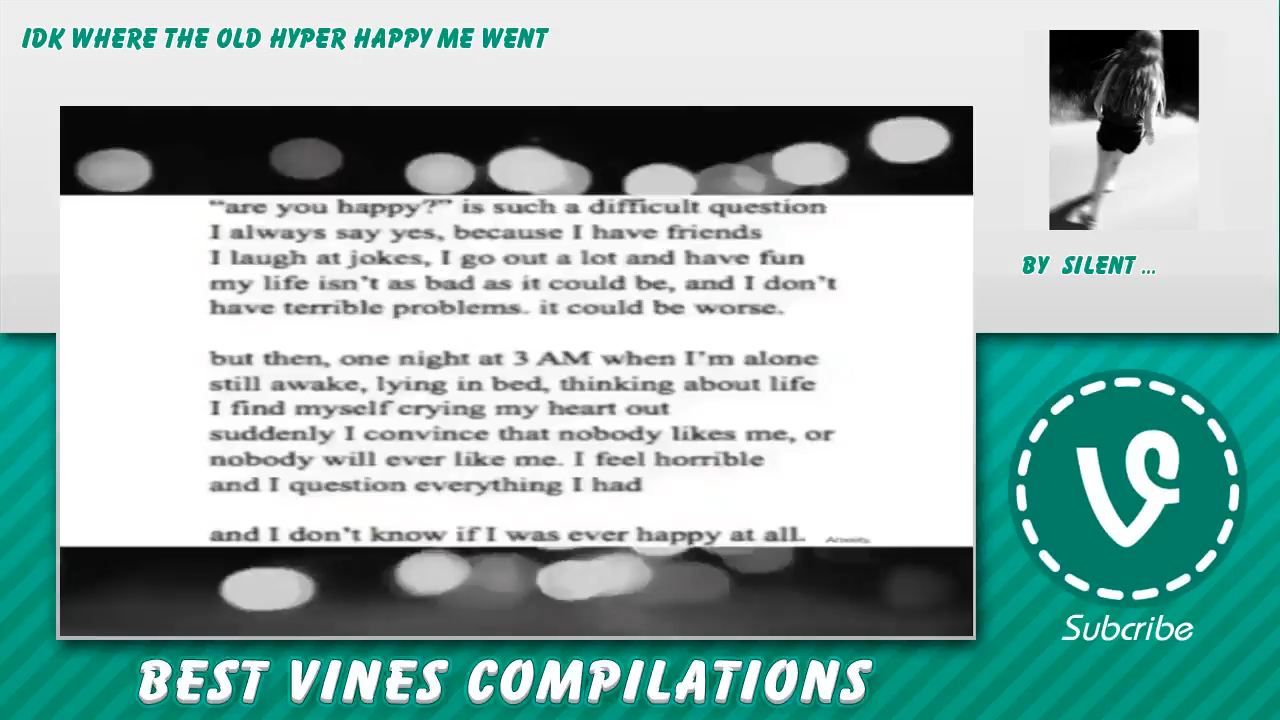 IDK WHERE THE OLD HYPER HAPPY ME WENT
"are you happy?" is such a difficult question
I always say yes, because I have friends
I laugh at jokes, I go out a lot and have fun
my life isn't as bad as it could be, and I don't
have terrible problems. it could be worse.
but then, one night at 3 AM when I'm alone
still awake, lying in bed, thinking about life
I find myself crying my heart out
suddenly I convince that nobody likes me, or
nobody will ever like me. I feel horrible
and I question everything I had
and I don't know if I was ever happy at all.
BY SILENT ...
Subcribe
BEST VINES COMPILATIONS